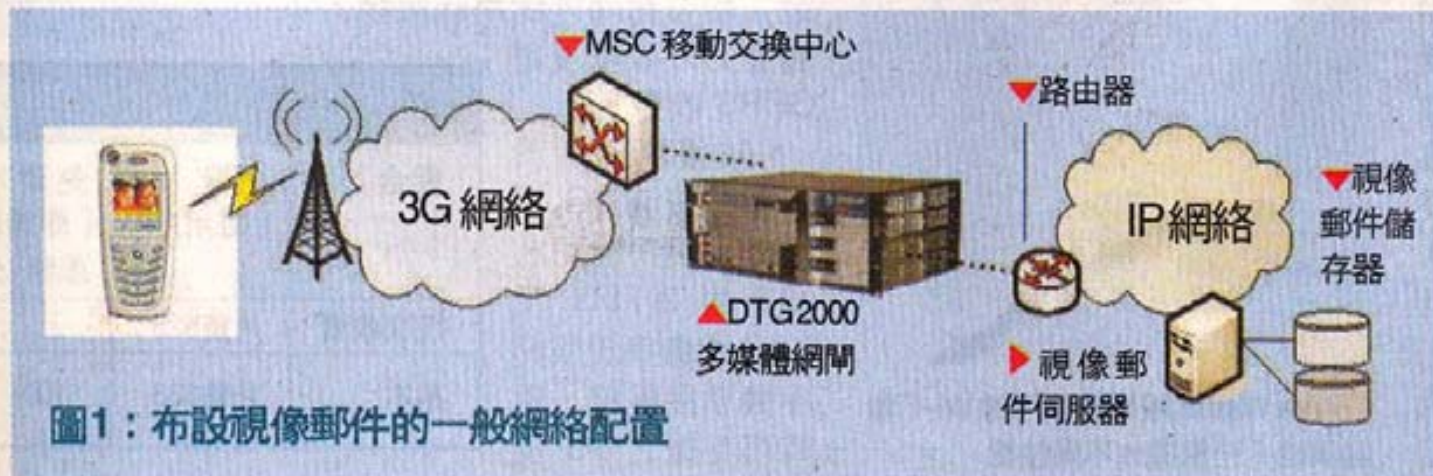 ▼MSC 移動交換中心
▼路由器
3G 網絡
IP 網絡
▼視像
郵件儲
存器
▲DTG2000
多媒體網閘
▶視像郵
件伺服器
圖1：布設視像郵件的一般網絡配置